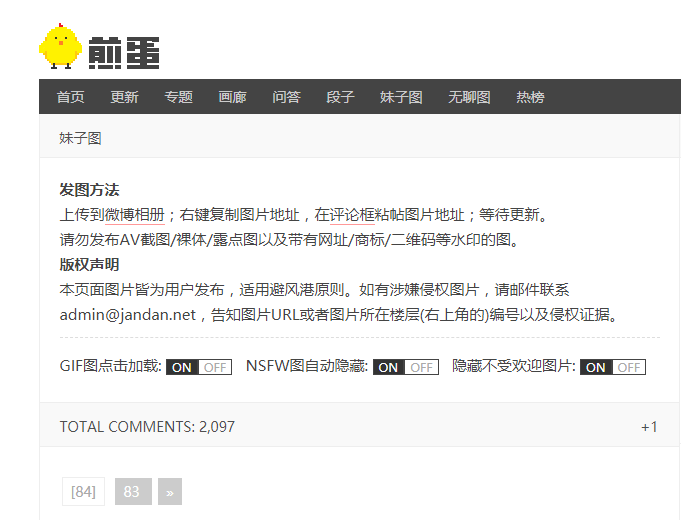 煎蛋
首页 更新 专题 画廊 问答 段子 妹子图 无聊图 热榜
妹子图
发图方法
上传到微博相册；右键复制图片地址，在评论框粘帖图片地址；等待更新。
请勿发布AV截图/裸体/露点图以及带有网址/商标/二维码等水印的图。
版权声明
本页面图片皆为用户发布，适用避风港原则。如有涉嫌侵权图片，请邮件联系
admin@jandan.net，告知图片URL或者图片所在楼层(右上角的)编号以及侵权证据。
GIF图点击加载: ON OFF NSFW图自动隐藏: ON OFF 隐藏不受欢迎图片: ON OFF
TOTAL COMMENTS: 2,097 +1
[84] 83 »